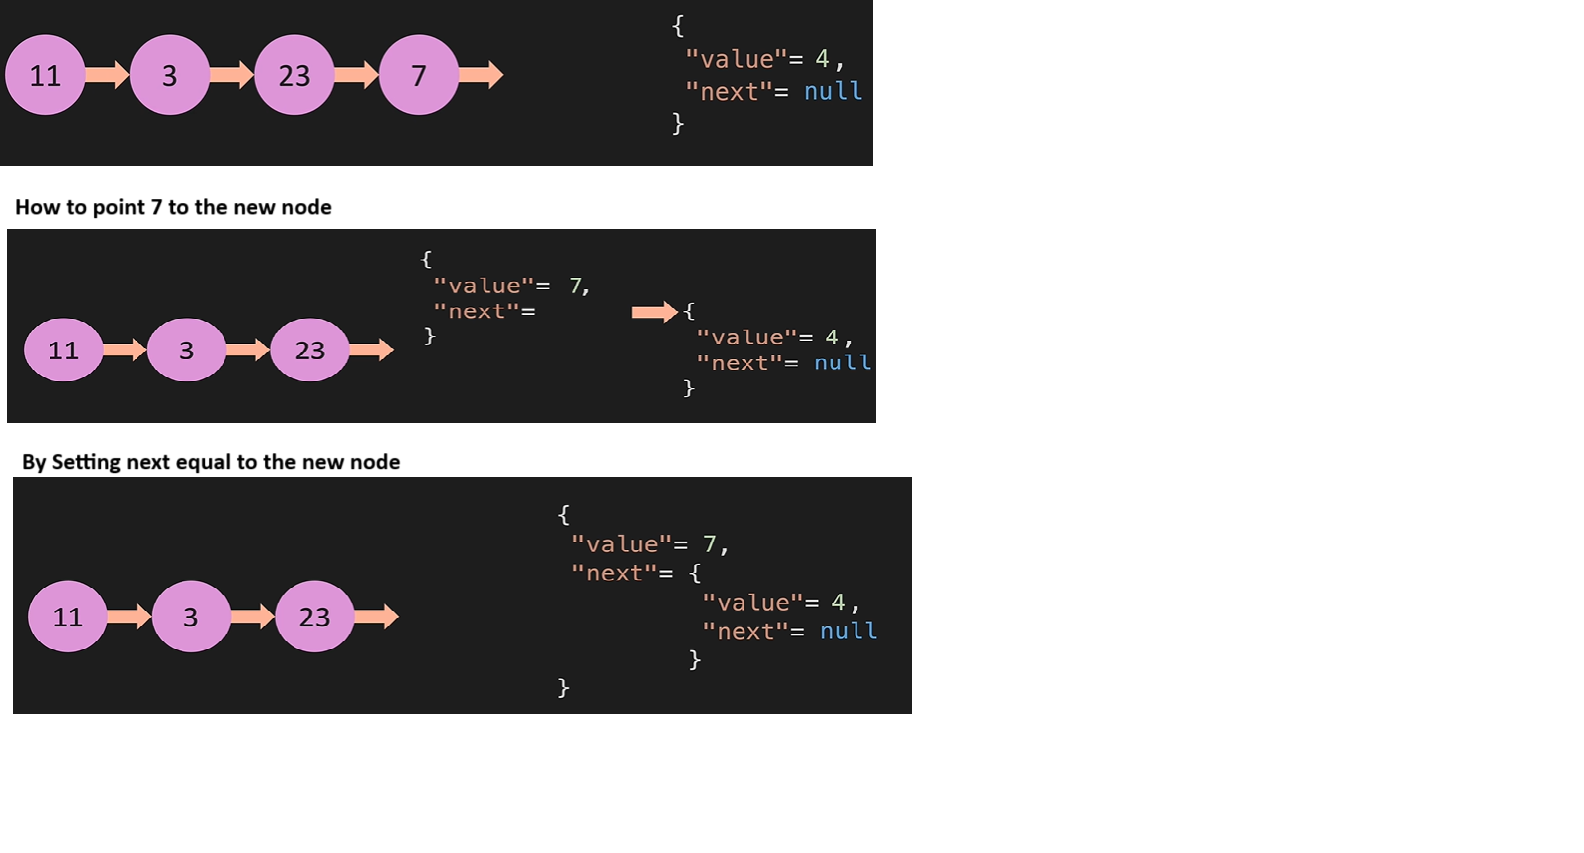 11 3 23 7
{
"value"= 4,
"next"= null
}
How to point 7 to the new node
11 3 23
{
"value"= 7,
"next"=
}
{
"value"= 4,
"next"= null
}
By Setting next equal to the new node
11 3 23
{
"value"= 7,
"next"= {
"value"= 4,
"next"= null
}
}